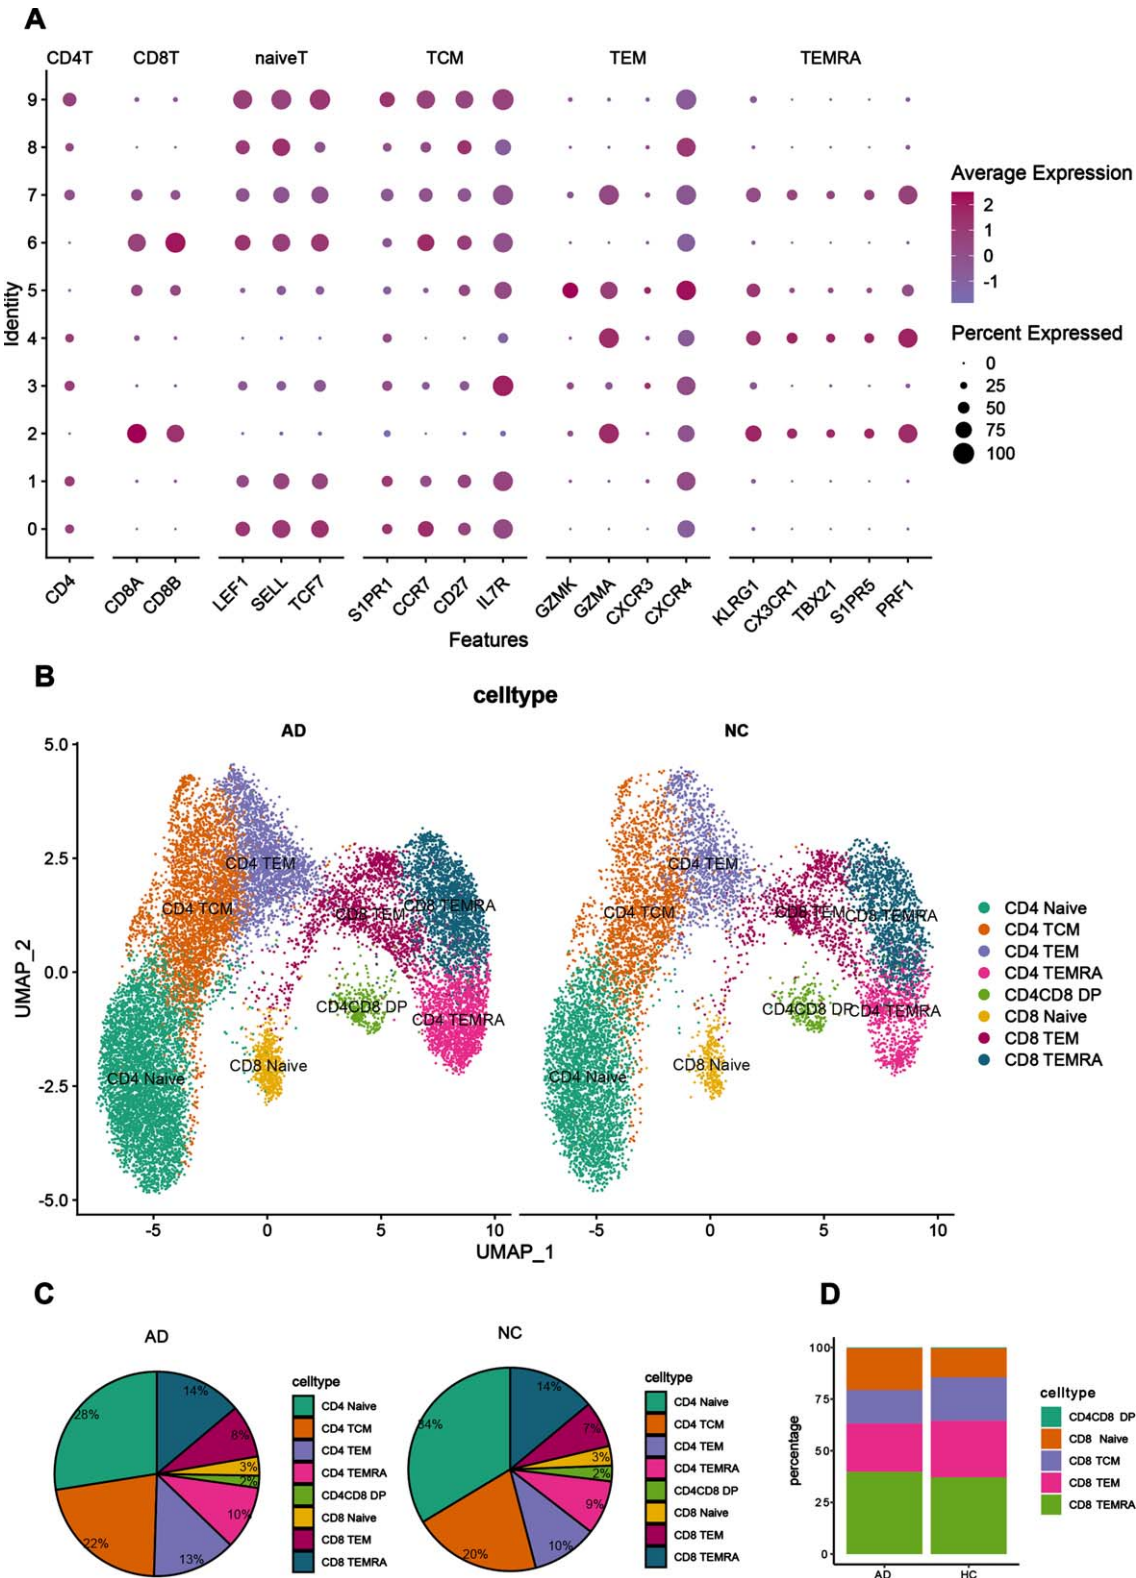 A
CD4T CD8T naiveT TCM TEM TEMRA
9
8
7
6
5
4
3
2
1
0
Identity
CD4 CD8A CD8B LEF1 SELL TCF7 S1PR1 CCR7 CD27 IL7R GZMK GZMA CXCR3 CXCR4 KLRG1 CX3CR1 TBX21 S1PR5 PRF1
Features
Average Expression
2
1
0
-1
Percent Expressed
0
25
50
75
100
B
celltype
AD NC
5.0
2.5
0.0
-2.5
-5.0
UMAP_2
CD4 TEM
CD4 TCM
CD8 TEM
CD8 TEMRA
CD4CD8 DP
CD4 TEMRA
CD8 Naive
CD4 Naive
CD4 TEM
CD4 TCM
CD8 TEM
CD8 TEMRA
CD4CD8 DP
CD4 TEMRA
CD8 Naive
CD4 Naive
-5 0 5 10 -5 0 5 10
UMAP_1
CD4 Naive
CD4 TCM
CD4 TEM
CD4 TEMRA
CD4CD8 DP
CD8 Naive
CD8 TEM
CD8 TEMRA
C
AD
14%
8%
3%
2%
10%
13%
22%
28%
celltype
CD4 Naive
CD4 TCM
CD4 TEM
CD4 TEMRA
CD4CD8 DP
CD8 Naive
CD8 TEM
CD8 TEMRA
NC
14%
7%
3%
2%
9%
10%
20%
34%
celltype
CD4 Naive
CD4 TCM
CD4 TEM
CD4 TEMRA
CD4CD8 DP
CD8 Naive
CD8 TEM
CD8 TEMRA
D
100
75
50
25
0
percentage
AD HC
celltype
CD4CD8 DP
CD8 Naive
CD8 TCM
CD8 TEM
CD8 TEMRA